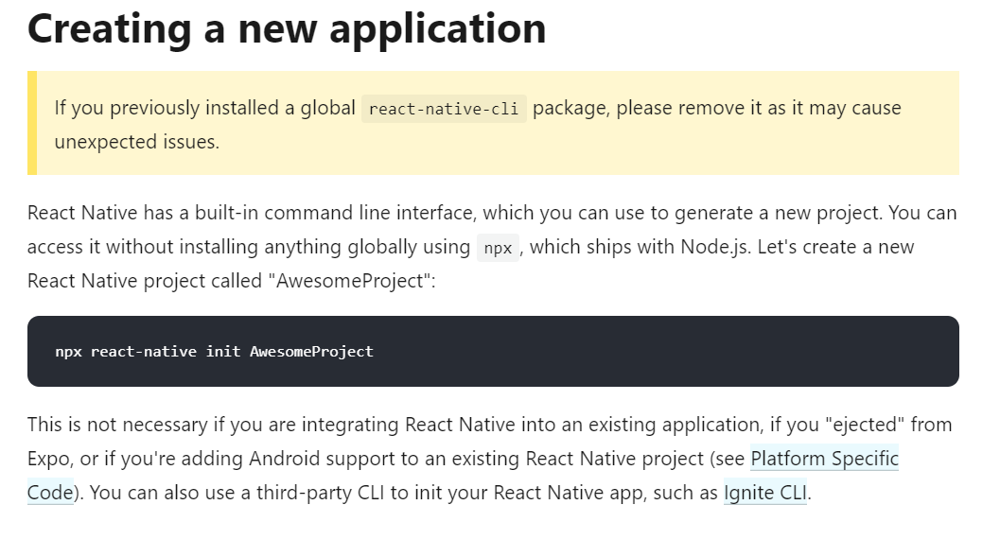 Creating a new application
If you previously installed a global react-native-cli package, please remove it as it may cause
unexpected issues.
React Native has a built-in command line interface, which you can use to generate a new project. You can
access it without installing anything globally using npx, which ships with Node.js. Let's create a new
React Native project called "AwesomeProject":
npx react-native init AwesomeProject
This is not necessary if you are integrating React Native into an existing application, if you "ejected" from
Expo, or if you're adding Android support to an existing React Native project (see Platform Specific
Code). You can also use a third-party CLI to init your React Native app, such as Ignite CLI.